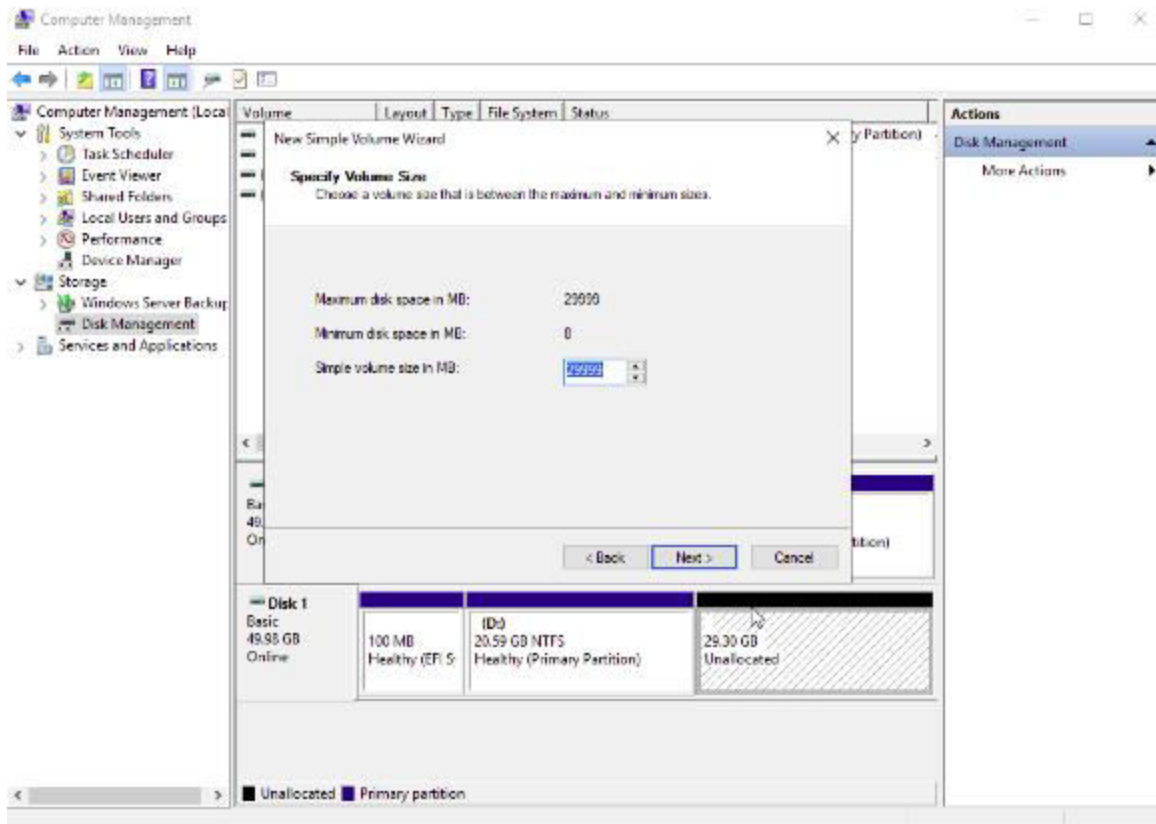 Computer Management
File Action View Help
Computer Management (Local
System Tools
Task Scheduler
Event Viewer
Shared Folders
Local Users and Groups
Performance
Device Manager
Storage
Windows Server Backup
Disk Management
Services and Applications
Volume Layout Type File System Status
y Partition)
New Simple Volume Wizard
Specify Volume Size
Choose a volume size that is between the maximum and minimum sizes.
Maximum disk space in MB: 29999
Minimum disk space in MB: 8
Simple volume size in MB: 29999
< Back Next > Cancel
Ba
49.
On
tition)
Disk 1
Basic
49.98 GB
Online
100 MB
Healthy (EFI S
(D:)
20.59 GB NTFS
Healthy (Primary Partition)
29.30 GB
Unallocated
Unallocated Primary partition
Actions
Disk Management
More Actions